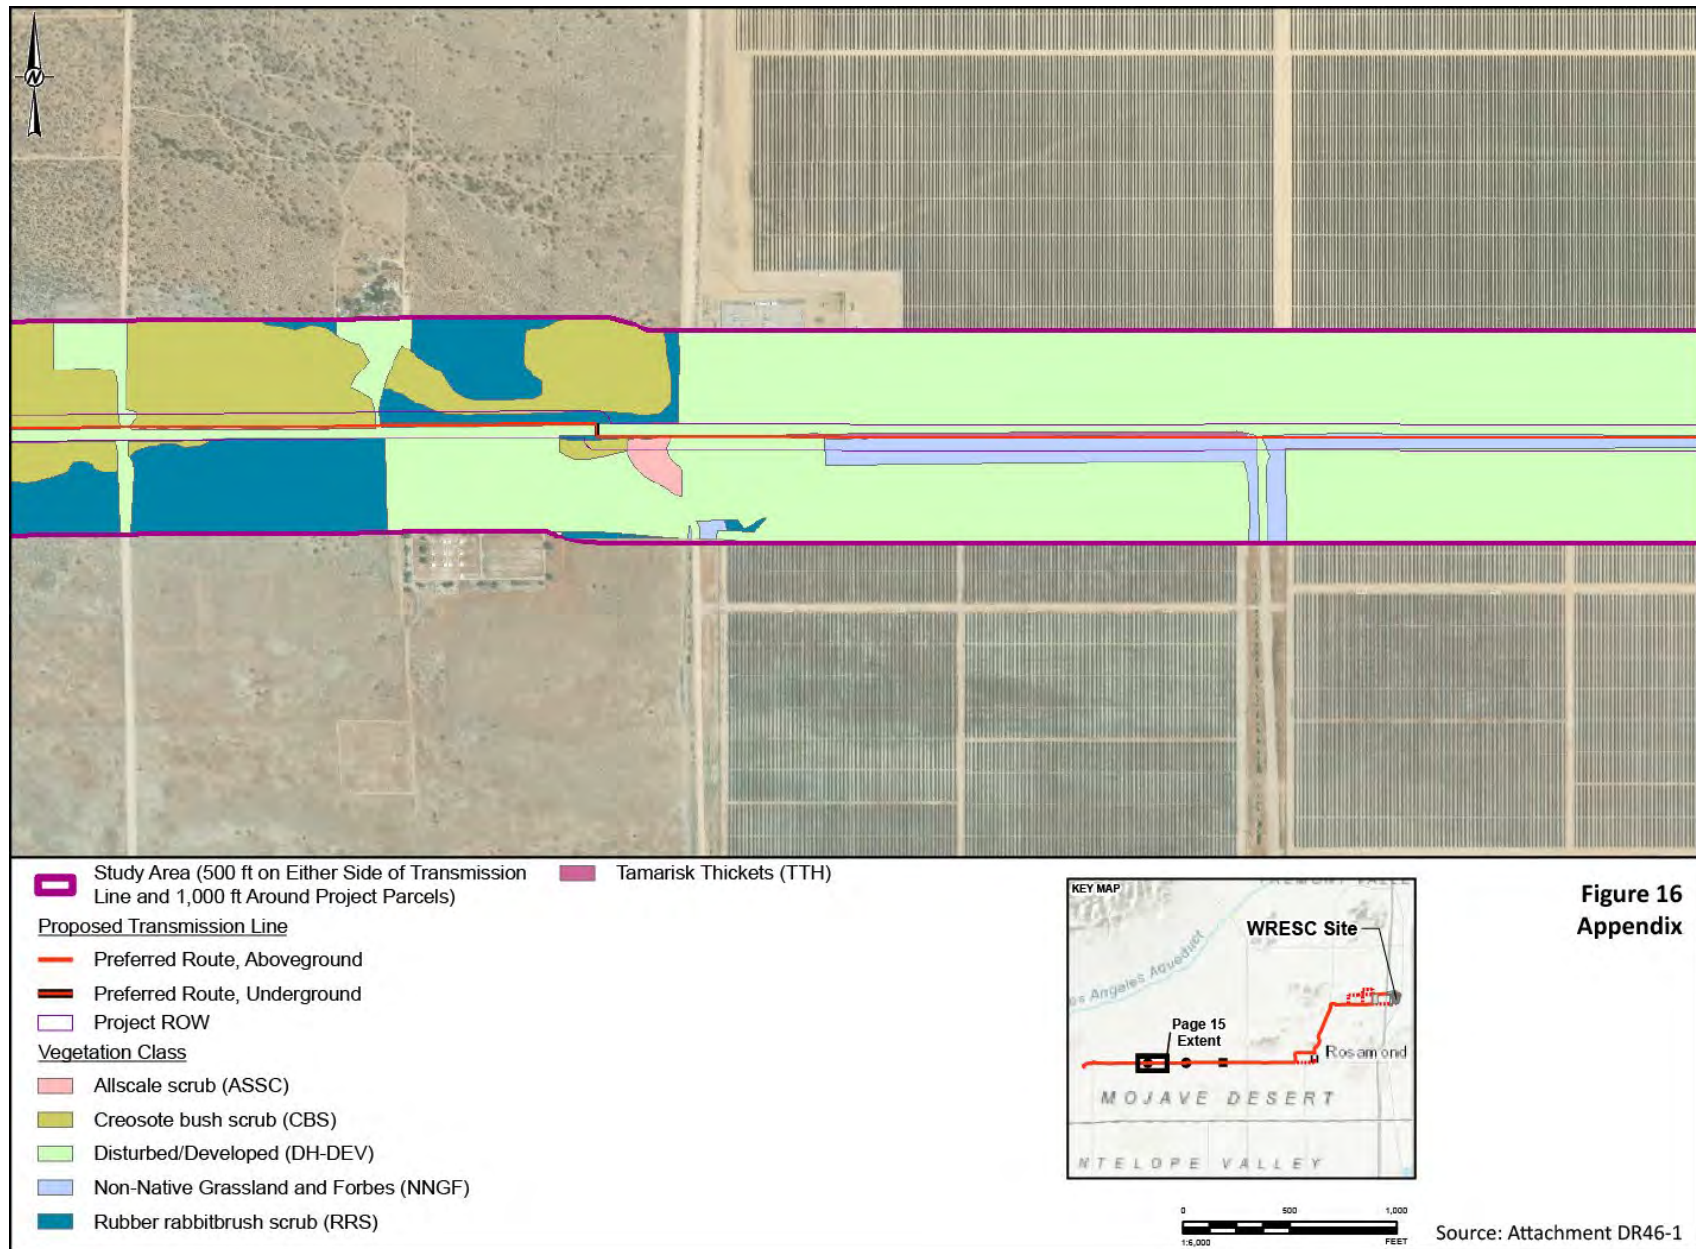 N
Study Area (500 ft on Either Side of Transmission
Line and 1,000 ft Around Project Parcels)
Proposed Transmission Line
Preferred Route, Aboveground
Preferred Route, Underground
Project ROW
Vegetation Class
Allscale scrub (ASSC)
Creosote bush scrub (CBS)
Disturbed/Developed (DH-DEV)
Non-Native Grassland and Forbes (NNGF)
Rubber rabbitbrush scrub (RRS)
Tamarisk Thickets (TTH)
KEY MAP
VALLEY
WRESC Site
os Angeles Aqueduct
Page 15
Extent
Rosamond
MOJAVE DESERT
NTELOPE VALLEY
0 500 1,000
1:6,000 FEET
Figure 16
Appendix
Source: Attachment DR46-1